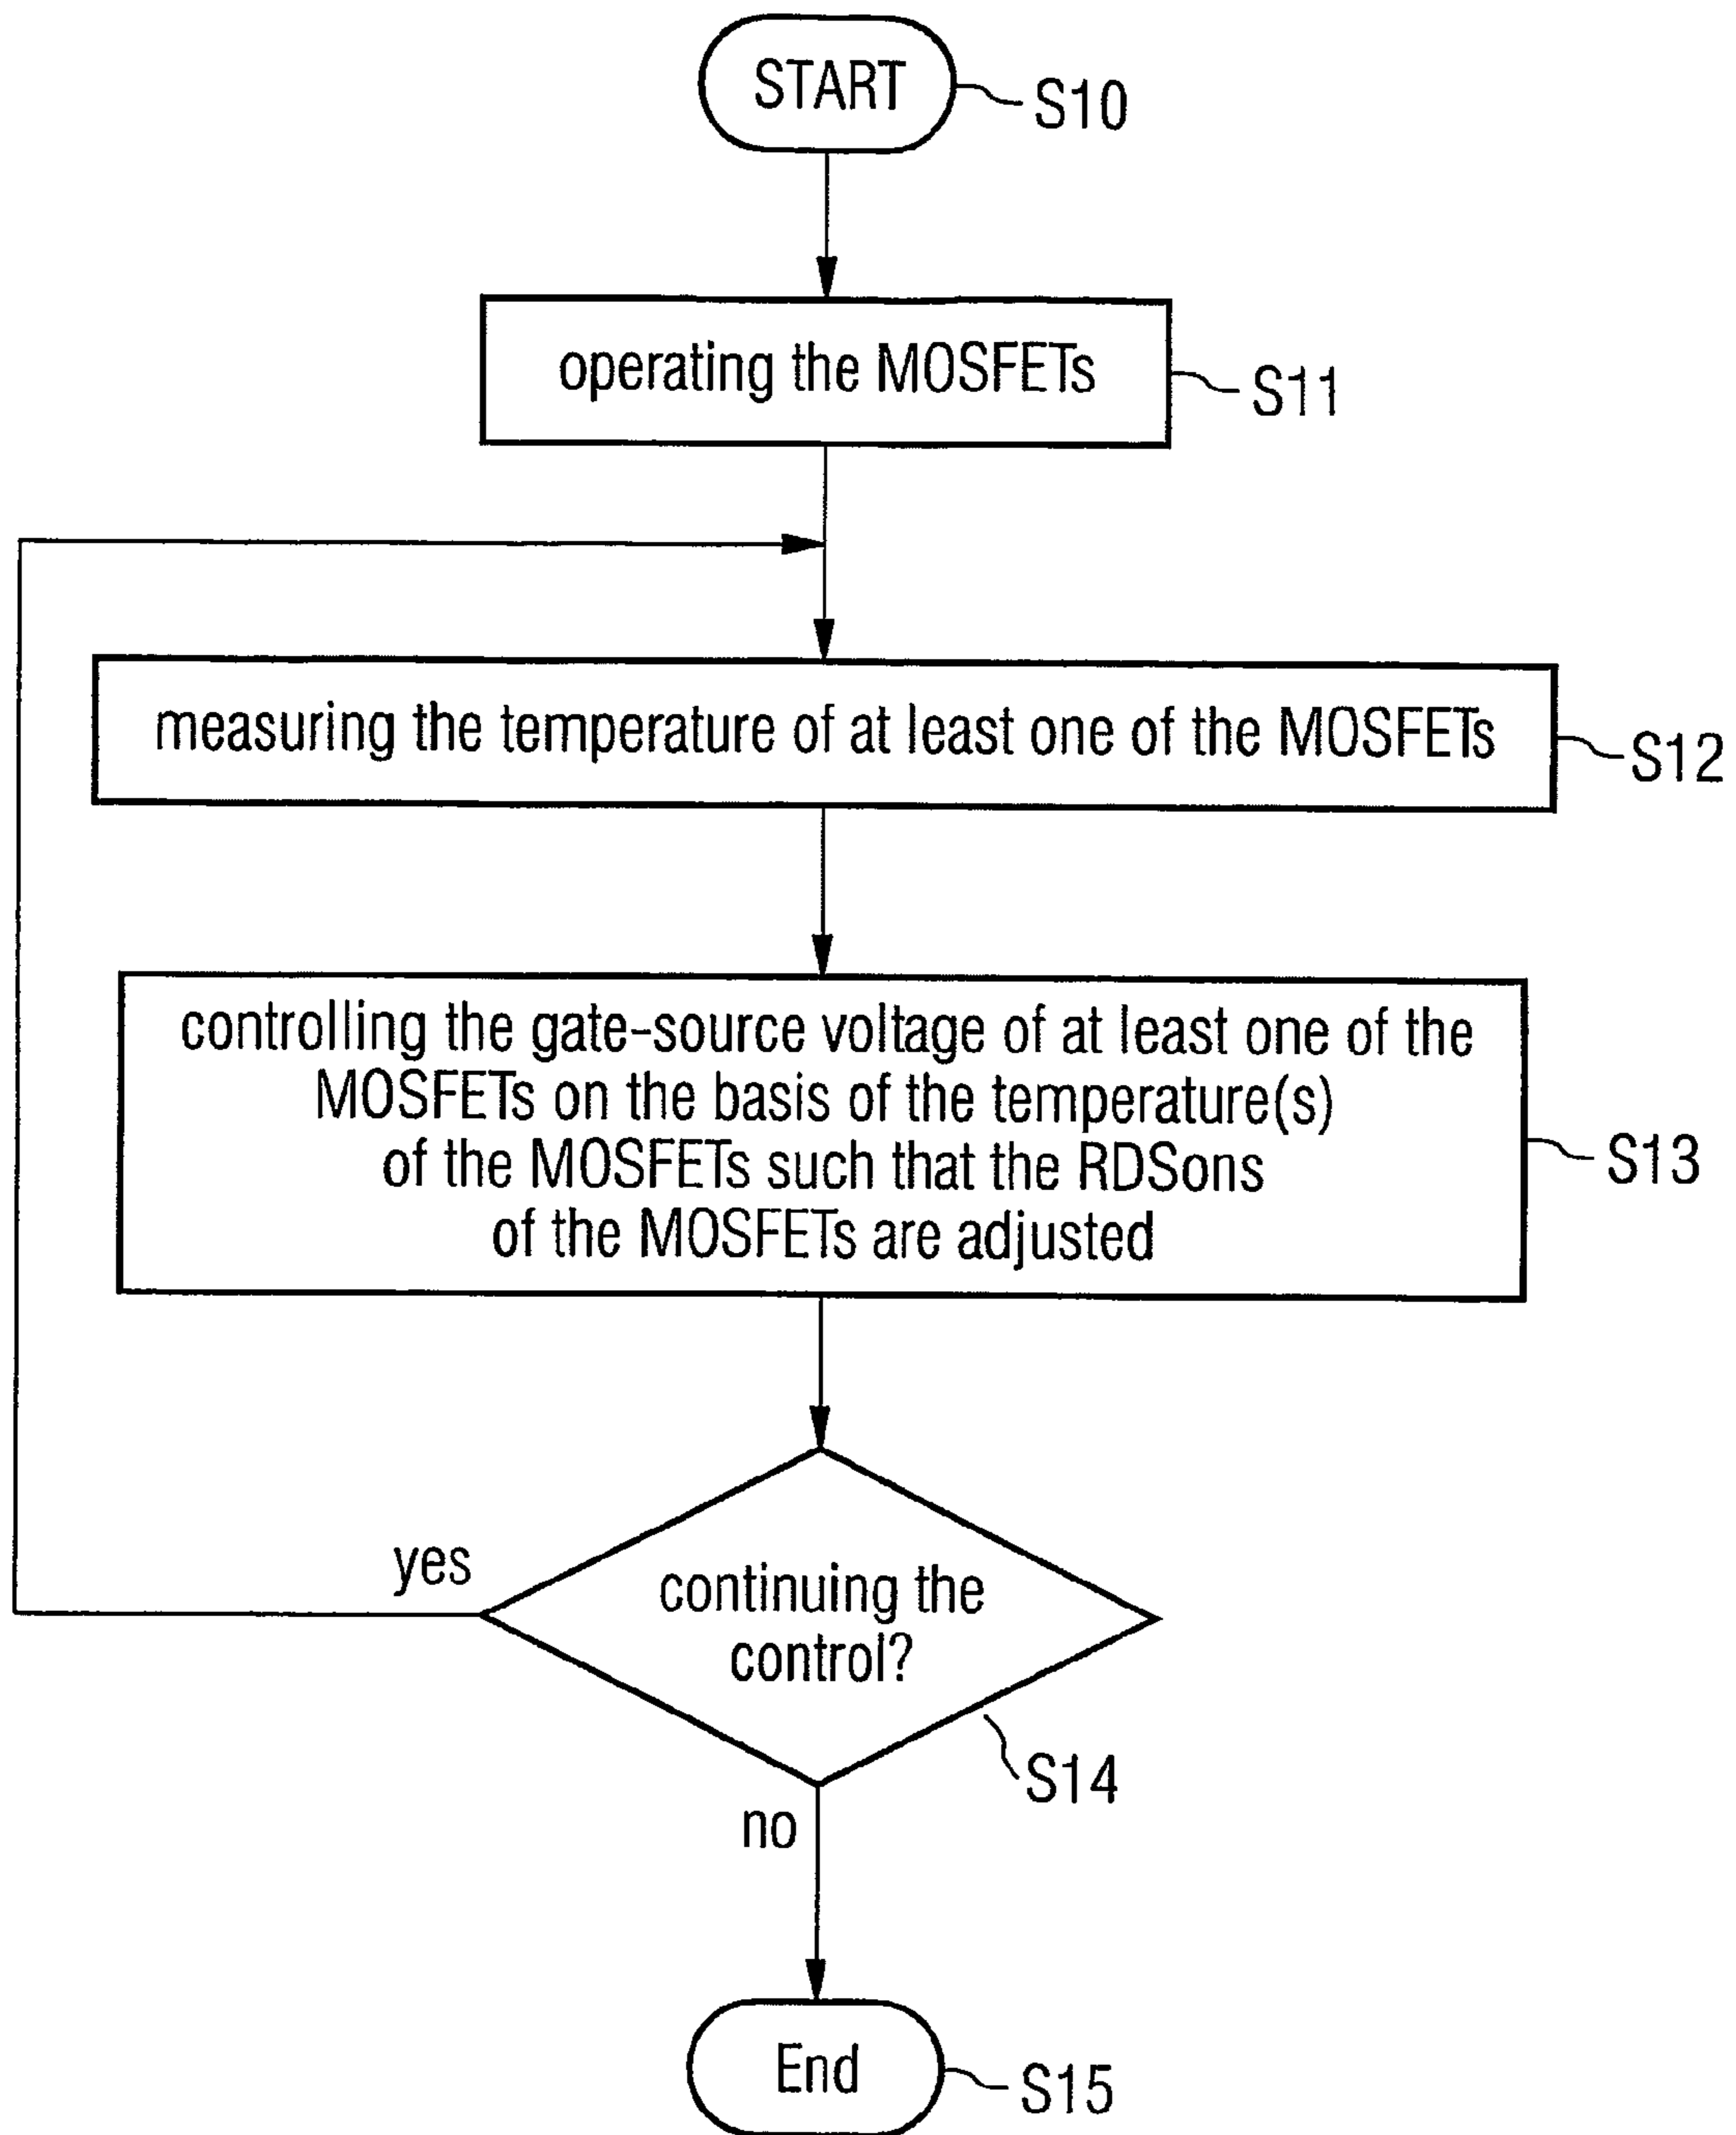 START
S10
operating the MOSFETs
S11
measuring the temperature of at least one of the MOSFETs
S12
controlling the gate-source voltage of at least one of the
MOSFETs on the basis of the temperature(s)
of the MOSFETs such that the RDSons
of the MOSFETs are adjusted
S13
yes
continuing the
control?
S14
no
End
S15